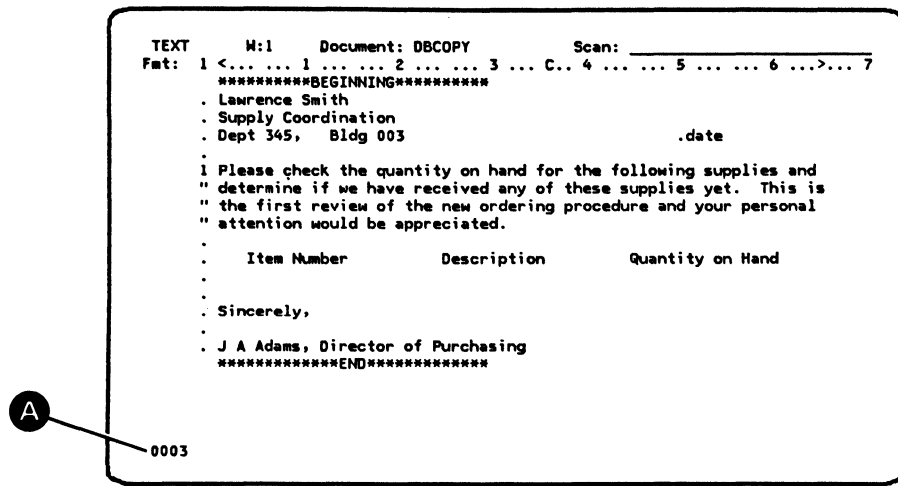 TEXT W:1 Document: DBCOPY Scan: ____________________
Fmt: 1 <... ... 1 ... ... 2 ... ... 3 ... C.. 4 ... ... 5 ... ... 6 ...>... 7
**********BEGINNING**********
. Lawrence Smith
. Supply Coordination
. Dept 345, Bldg 003 .date
.
1 Please check the quantity on hand for the following supplies and
" determine if we have received any of these supplies yet. This is
" the first review of the new ordering procedure and your personal
" attention would be appreciated.
.
. Item Number Description Quantity on Hand
.
.
. Sincerely,
.
. J A Adams, Director of Purchasing
*************END*************
A
0003